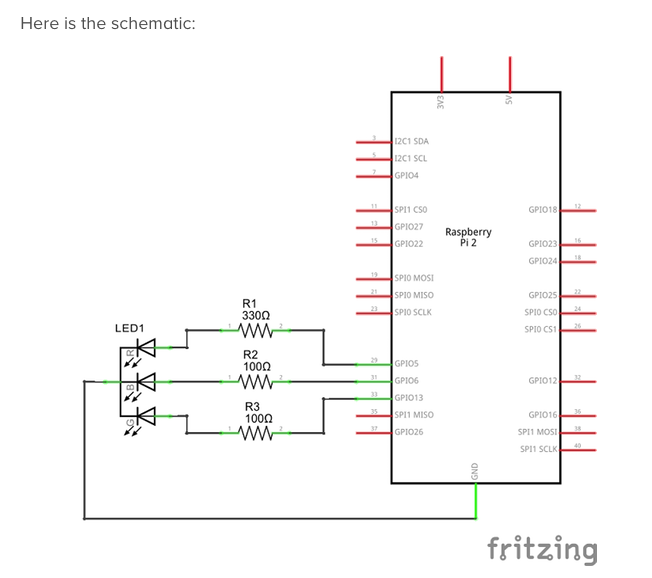 Here is the schematic:
3V3
5V
3 I2C1 SDA
5 I2C1 SCL
7 GPIO4
11 SPI1 CS0
GPIO18 12
13 GPIO27
Raspberry
Pi 2
15 GPIO22
GPIO23 16
GPIO24 18
19 SPI0 MOSI
21 SPI0 MISO
GPIO25 22
23 SPI0 SCLK
SPI0 CS0 24
SPI0 CS1 26
R1
330Ω
LED1
1 2
R
R2
100Ω
29 GPIO5
B
1 2
31 GPIO6
GPIO12 32
33 GPIO13
R3
100Ω
G
1 2
35 SPI1 MISO
GPIO16 36
37 GPIO26
SPI1 MOSI 38
SPI1 SCLK 40
GND
fritzing